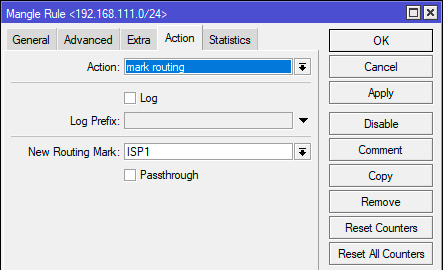 Mangle Rule <192.168.111.0/24>
General Advanced Extra Action Statistics
OK
Action: mark routing
Cancel
Log
Apply
Log Prefix:
Disable
New Routing Mark: ISP1
Comment
Passthrough
Copy
Remove
Reset Counters
Reset All Counters